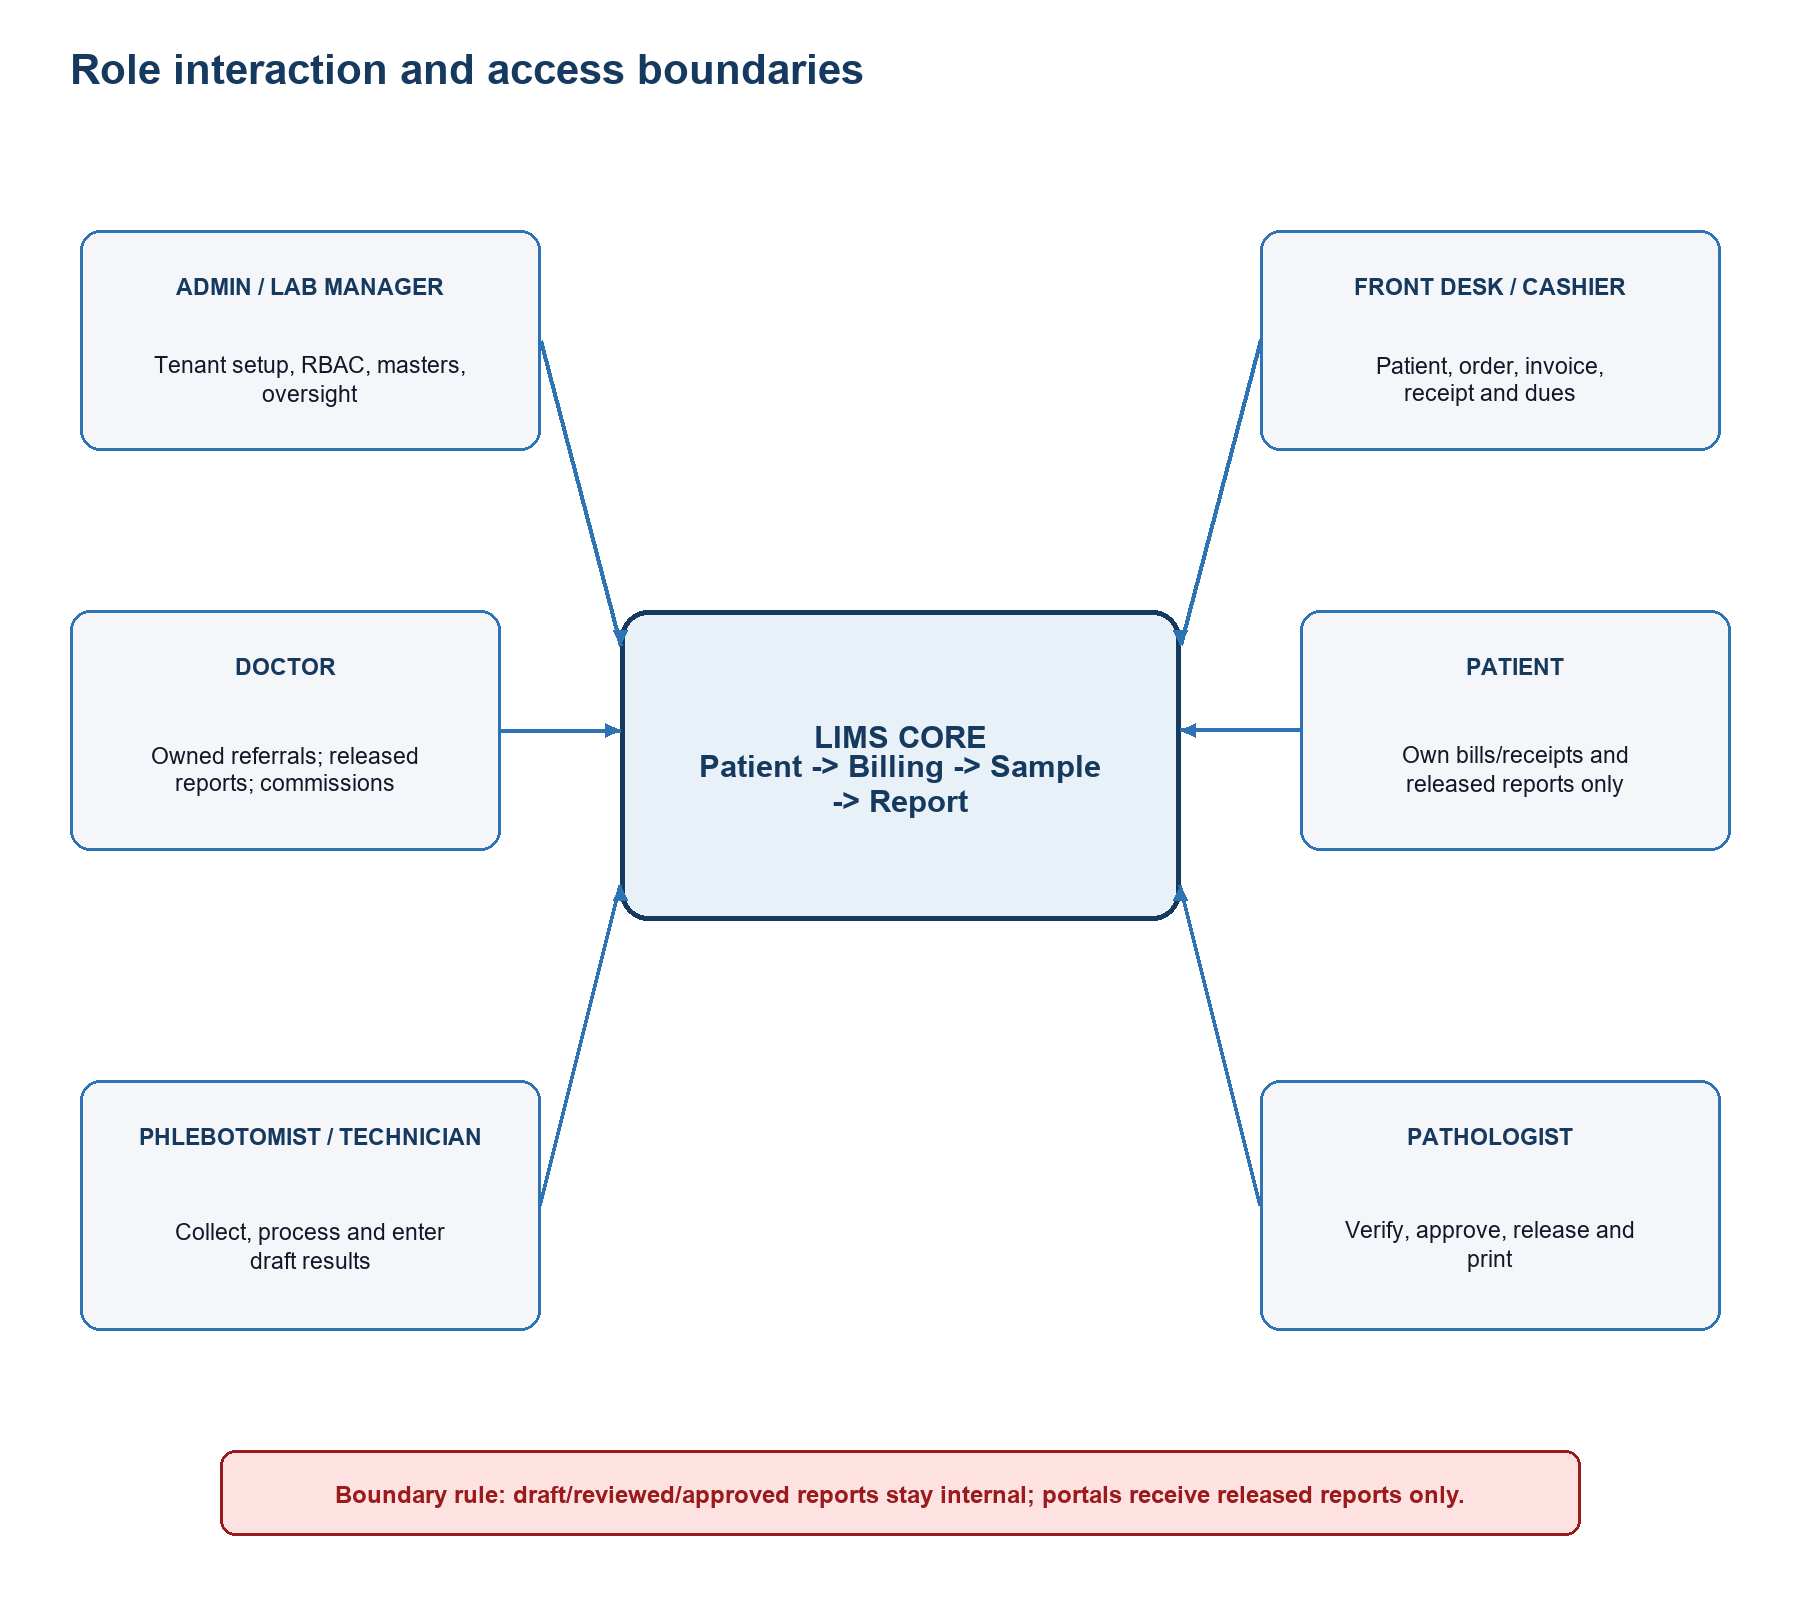 Role interaction and access boundaries
ADMIN / LAB MANAGER
Tenant setup, RBAC, masters,
oversight
FRONT DESK / CASHIER
Patient, order, invoice,
receipt and dues
DOCTOR
Owned referrals; released
reports; commissions
LIMS CORE
Patient -> Billing -> Sample
-> Report
PATIENT
Own bills/receipts and
released reports only
PHLEBOTOMIST / TECHNICIAN
Collect, process and enter
draft results
PATHOLOGIST
Verify, approve, release and
print
Boundary rule: draft/reviewed/approved reports stay internal; portals receive released reports only.